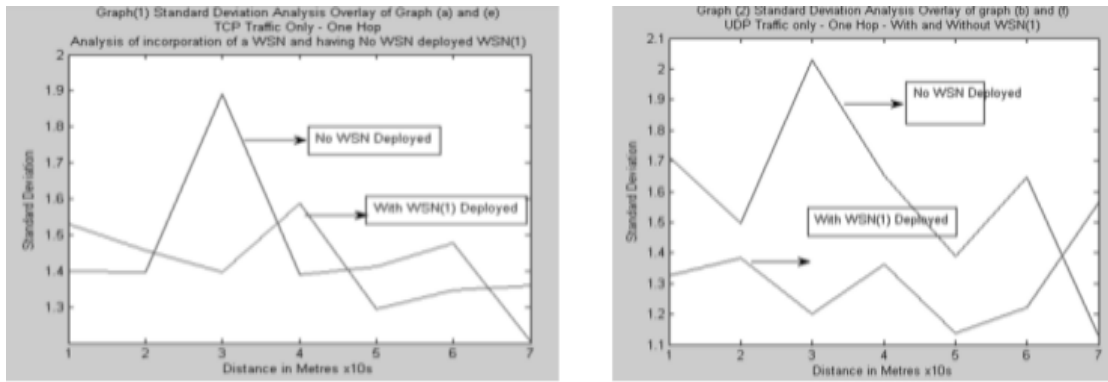 Graph(1) Standard Deviation Analysis Overlay of Graph (a) and (e)
TCP Traffic Only - One Hop
Analysis of incorporation of a WSN and having No WSN deployed WSN(1)
2
1.9
1.8
1.7
1.6
1.5
1.4
1.3
Standard Deviation
No WSN Deployed
With WSN(1) Deployed
1 2 3 4 5 6 7
Distance in Metres x10s
Graph (2) Standard Deviation Analysis Overlay of graph (b) and (f)
UDP Traffic only - One Hop - With and Without WSN(1)
2.1
2
1.9
1.8
1.7
1.6
1.5
1.4
1.3
1.2
1.1
Standard Deviation
No WSN Deployed
With WSN(1) Deployed
1 2 3 4 5 6 7
Distance in Metres x10s